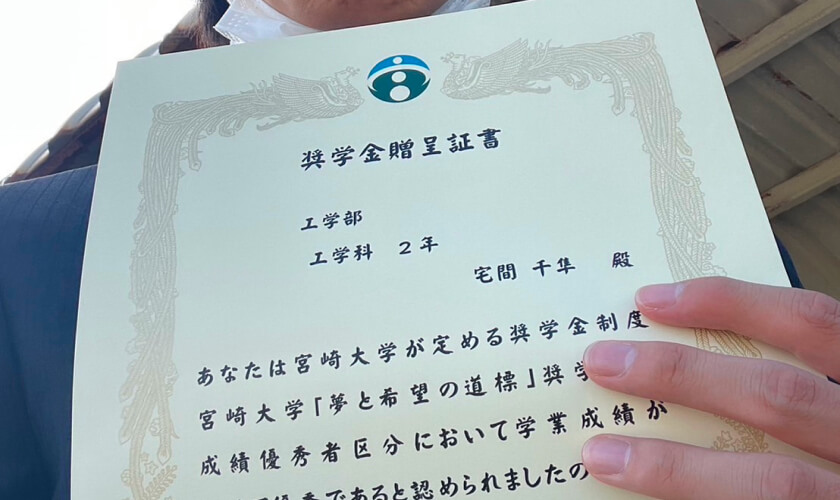 奨学金贈呈証書
工学部
工学科 2年
宅間 千隼 殿
あなたは宮崎大学が定める奨学金制度
宮崎大学「夢と希望の道標」奨学
成績優秀者区分において学業成績が
優秀であると認められましたの